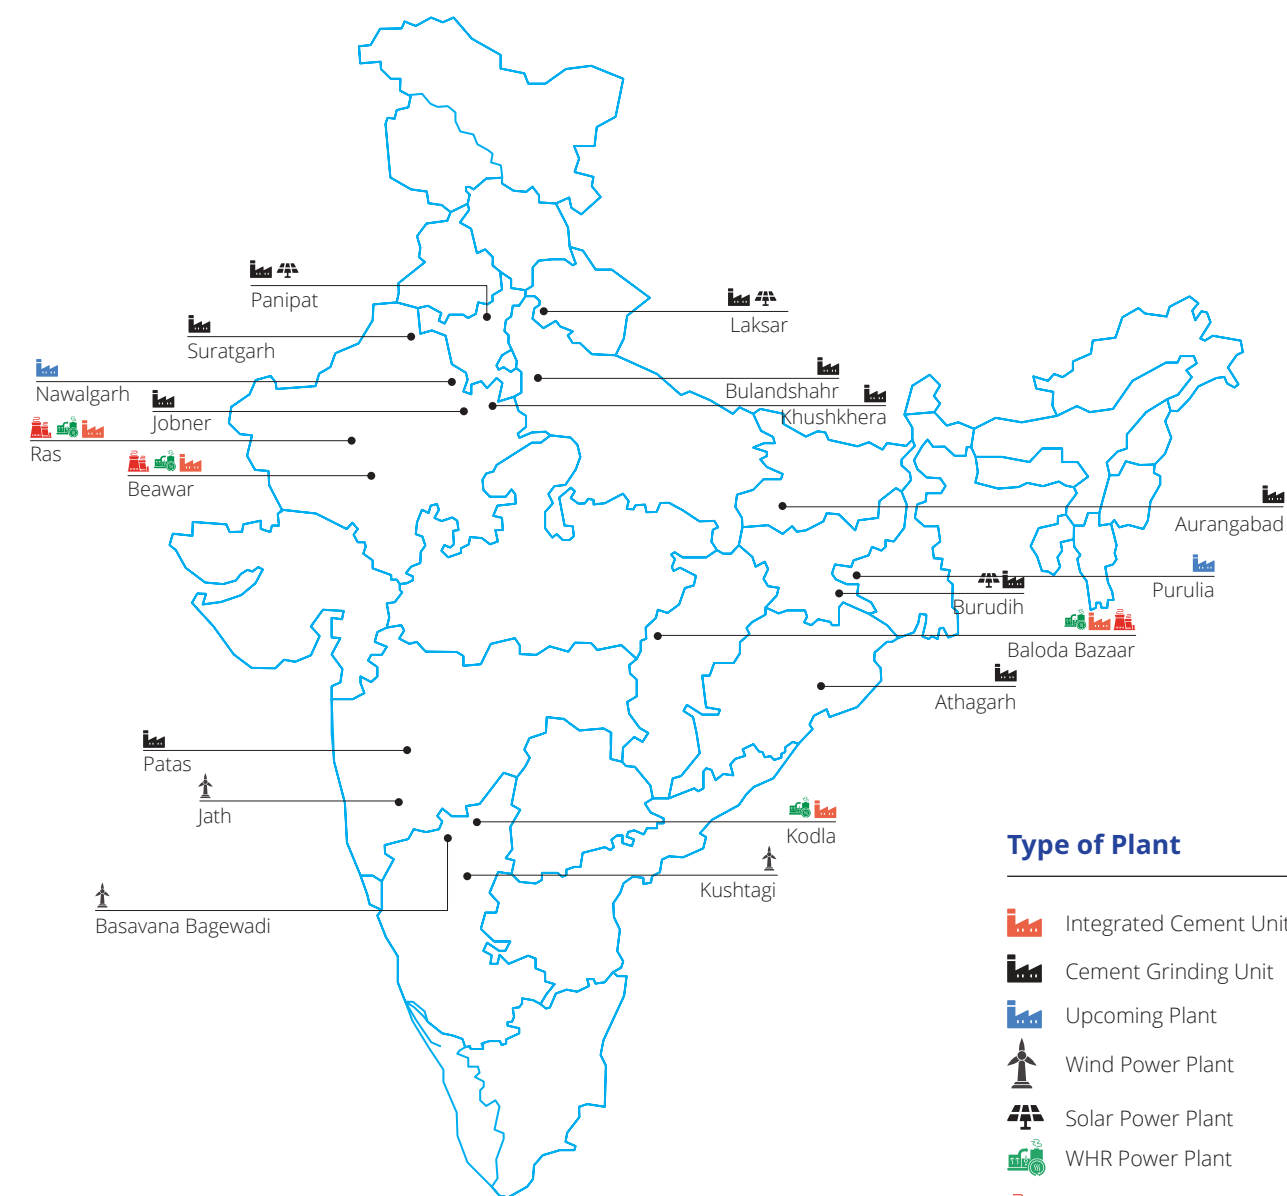 Panipat
Laksar
Suratgarh
Nawalgarh
Bulandshahr
Jobner
Khushkhera
Ras
Beawar
Aurangabad
Purulia
Burudih
Baloda Bazaar
Athagarh
Patas
Jath
Kodla
Kushtagi
Basavana Bagewadi
Type of Plant
Integrated Cement Unit
Cement Grinding Unit
Upcoming Plant
Wind Power Plant
Solar Power Plant
WHR Power Plant